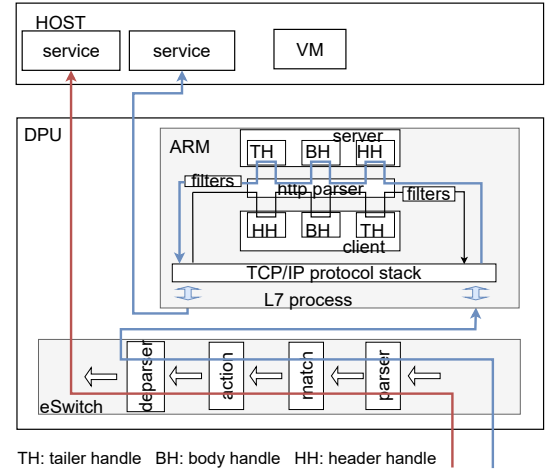 HOST
service service VM
DPU
ARM
server
TH BH HH
filters
http parser
filters
HH BH TH
client
TCP/IP protocol stack
L7 process
deparser action match parser
eSwitch
TH: tailer handle BH: body handle HH: header handle